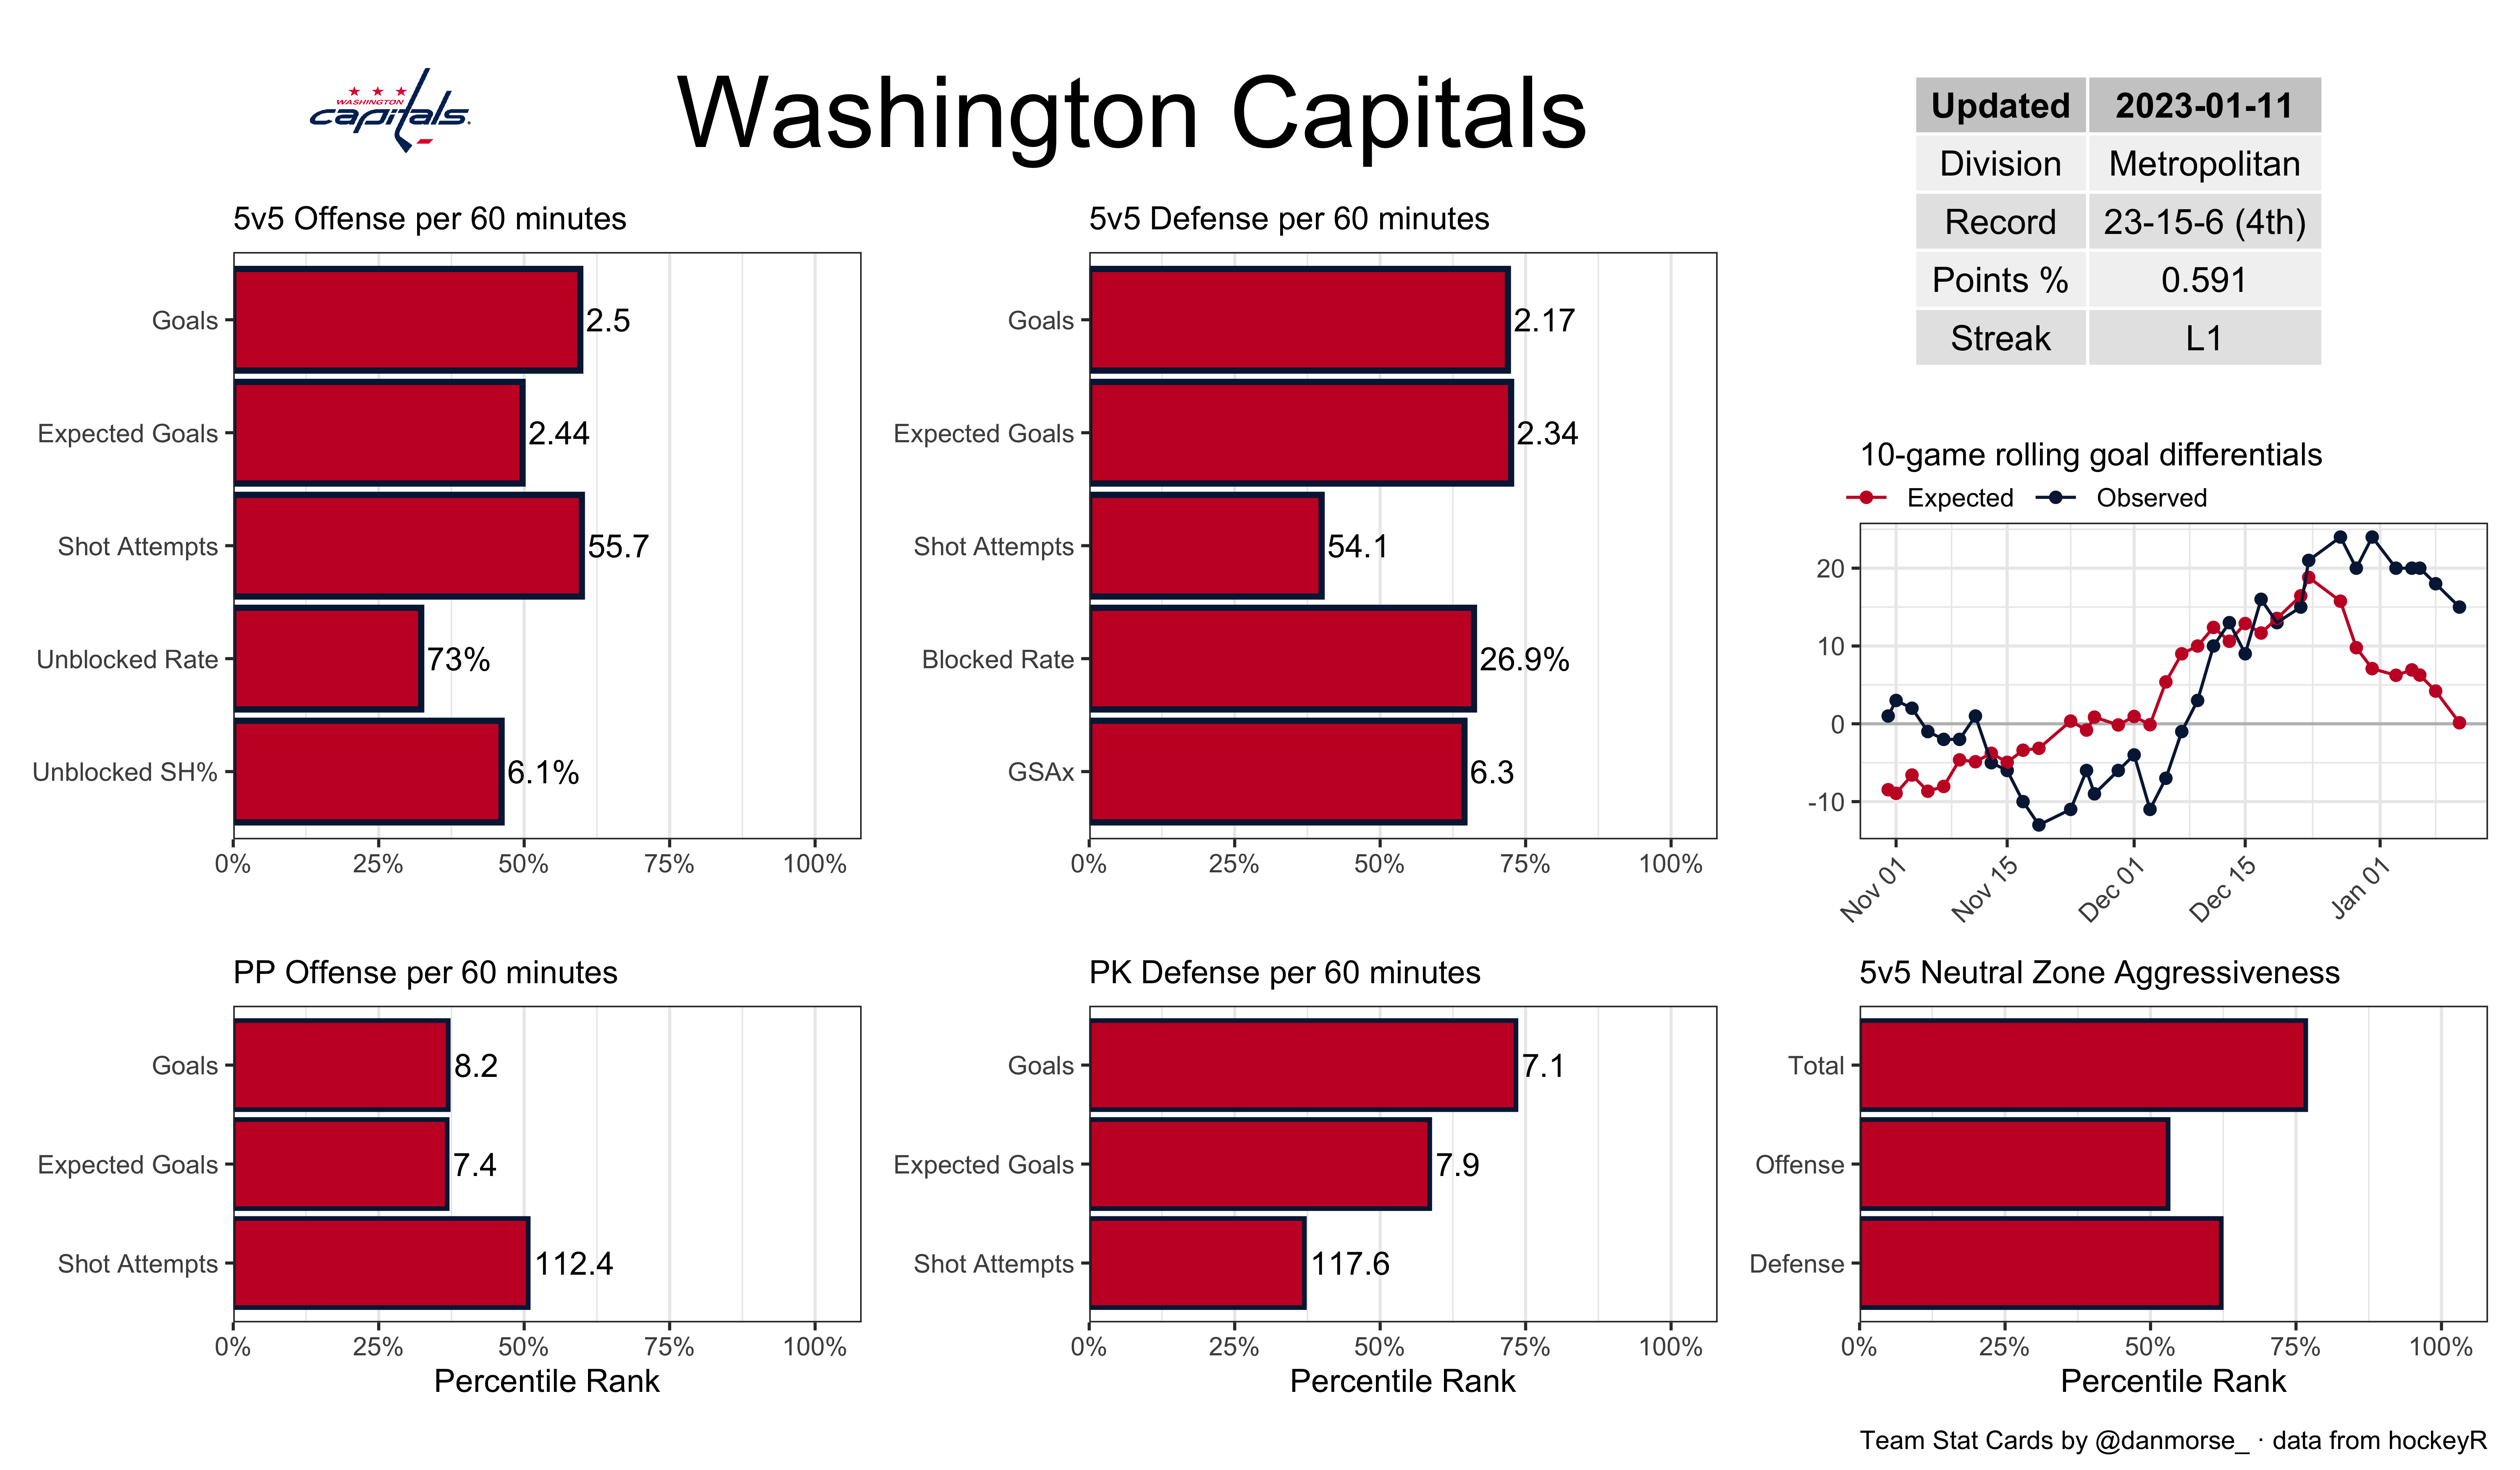 WASHINGTON
capitals.
Washington Capitals
Updated 2023-01-11
Division Metropolitan
Record 23-15-6 (4th)
Points % 0.591
Streak L1
5v5 Offense per 60 minutes
Goals 2.5
Expected Goals 2.44
Shot Attempts 55.7
Unblocked Rate 73%
Unblocked SH% 6.1%
0% 25% 50% 75% 100%
5v5 Defense per 60 minutes
Goals 2.17
Expected Goals 2.34
Shot Attempts 54.1
Blocked Rate 26.9%
GSAx 6.3
0% 25% 50% 75% 100%
10-game rolling goal differentials
Expected Observed
20
10
0
-10
Nov 01 Nov 15 Dec 01 Dec 15 Jan 01
PP Offense per 60 minutes
Goals 8.2
Expected Goals 7.4
Shot Attempts 112.4
0% 25% 50% 75% 100%
Percentile Rank
PK Defense per 60 minutes
Goals 7.1
Expected Goals 7.9
Shot Attempts 117.6
0% 25% 50% 75% 100%
Percentile Rank
5v5 Neutral Zone Aggressiveness
Total
Offense
Defense
0% 25% 50% 75% 100%
Percentile Rank
Team Stat Cards by @danmorse_ · data from hockeyR